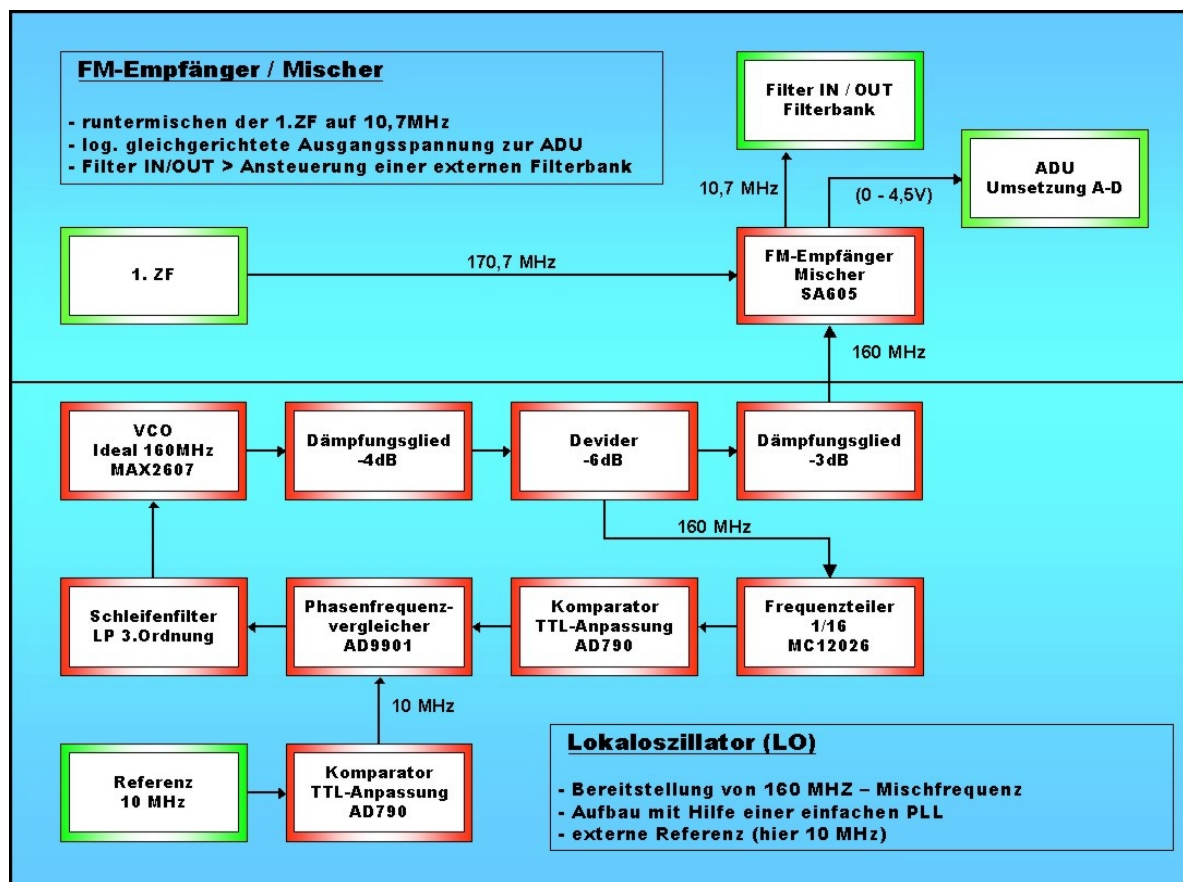 FM-Empfänger / Mischer
- runtermischen der 1.ZF auf 10,7MHz
- log. gleichgerichtete Ausgangsspannung zur ADU
- Filter IN/OUT > Ansteuerung einer externen Filterbank
Filter IN / OUT
Filterbank
ADU
Umsetzung A-D
10,7 MHz
(0 - 4,5V)
1. ZF
170,7 MHz
FM-Empfänger
Mischer
SA605
160 MHz
VCO
Ideal 160MHz
MAX2607
Dämpfungsglied
-4dB
Devider
-6dB
Dämpfungsglied
-3dB
160 MHz
Schleifenfilter
LP 3.Ordnung
Phasenfrequenz-
vergleicher
AD9901
Komparator
TTL-Anpassung
AD790
Frequenzteiler
1/16
MC12026
10 MHz
Referenz
10 MHz
Komparator
TTL-Anpassung
AD790
Lokaloszillator (LO)
- Bereitstellung von 160 MHZ – Mischfrequenz
- Aufbau mit Hilfe einer einfachen PLL
- externe Referenz (hier 10 MHz)